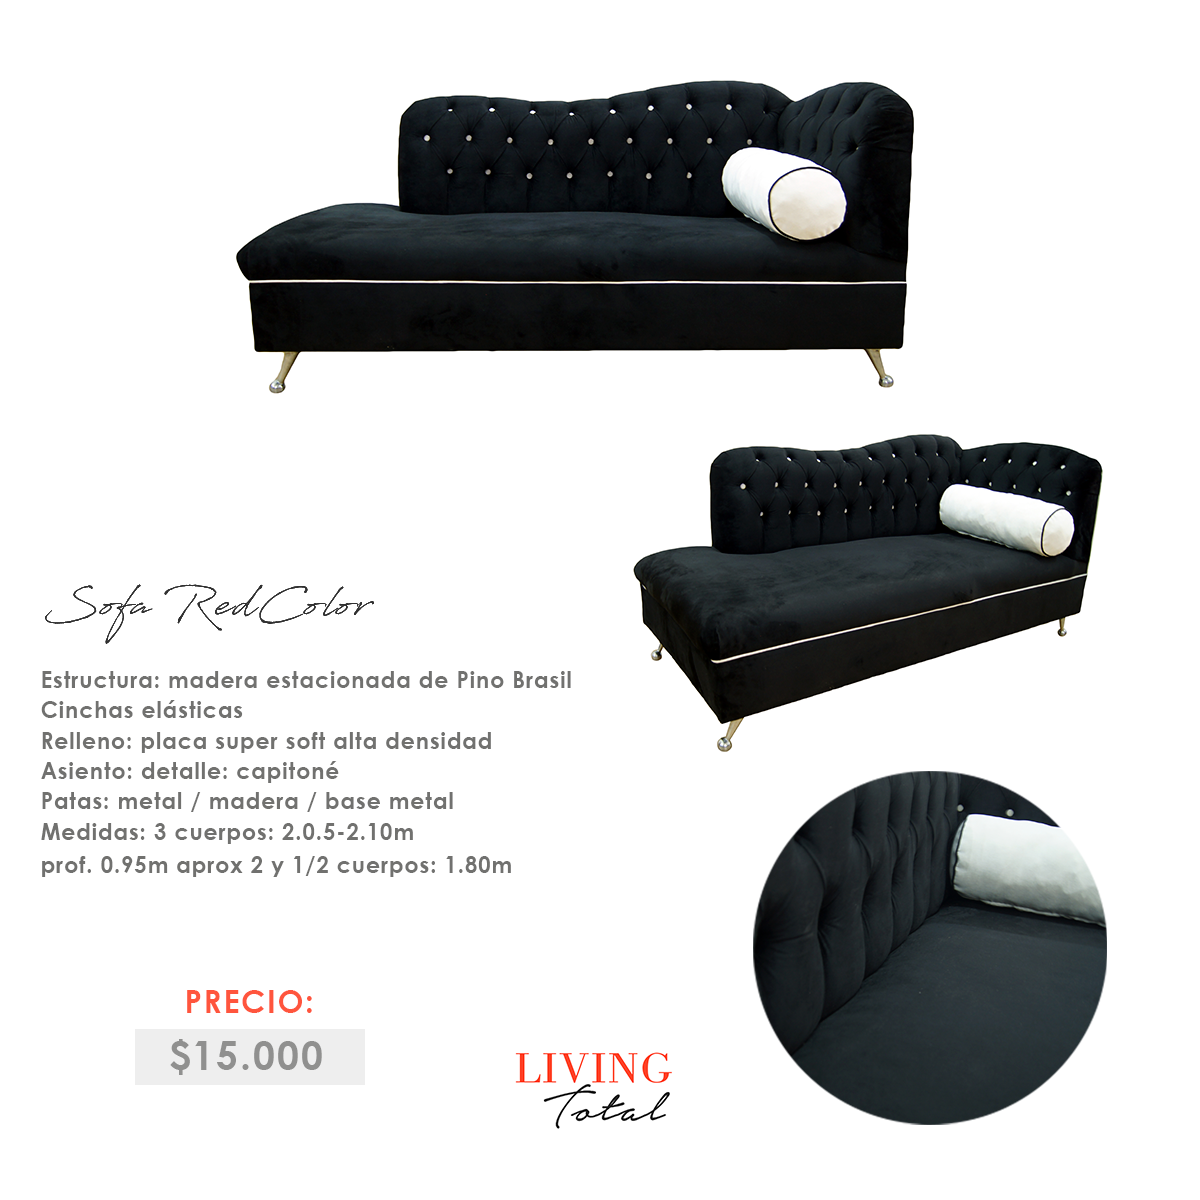 Sofa RedColor
Estructura: madera estacionada de Pino Brasil
Cinchas elásticas
Relleno: placa super soft alta densidad
Asiento: detalle: capitoné
Patas: metal / madera / base metal
Medidas: 3 cuerpos: 2.0.5-2.10m
prof. 0.95m aprox 2 y 1/2 cuerpos: 1.80m
PRECIO:
$15.000
LIVING
Total